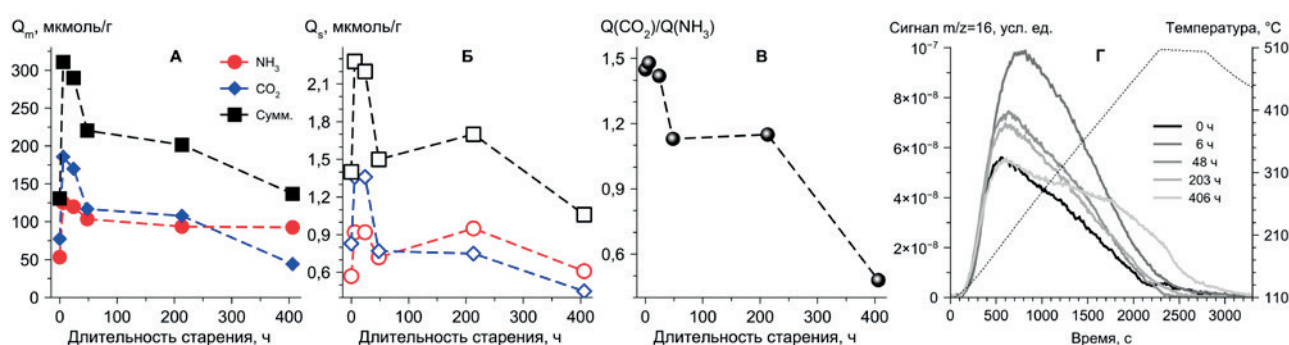 Qm, мкмоль/г
А
350
300
250
200
150
100
50
0
NH3
CO2
Сумм.
0 100 200 300 400
Длительность старения, ч
Qs, мкмоль/г
Б
2,1
1,8
1,5
1,2
0,9
0,6
0 100 200 300 400
Длительность старения, ч
Q(CO2)/Q(NH3)
В
1,5
1,2
0,9
0,6
0 100 200 300 400
Длительность старения, ч
Сигнал m/z=16, усл. ед.
Температура, °C
Г
10⁻⁷
8×10⁻⁸
6×10⁻⁸
4×10⁻⁸
2×10⁻⁸
0
0 ч
6 ч
48 ч
203 ч
406 ч
510
410
310
210
110
0 500 1000 2000 3000
Время, с